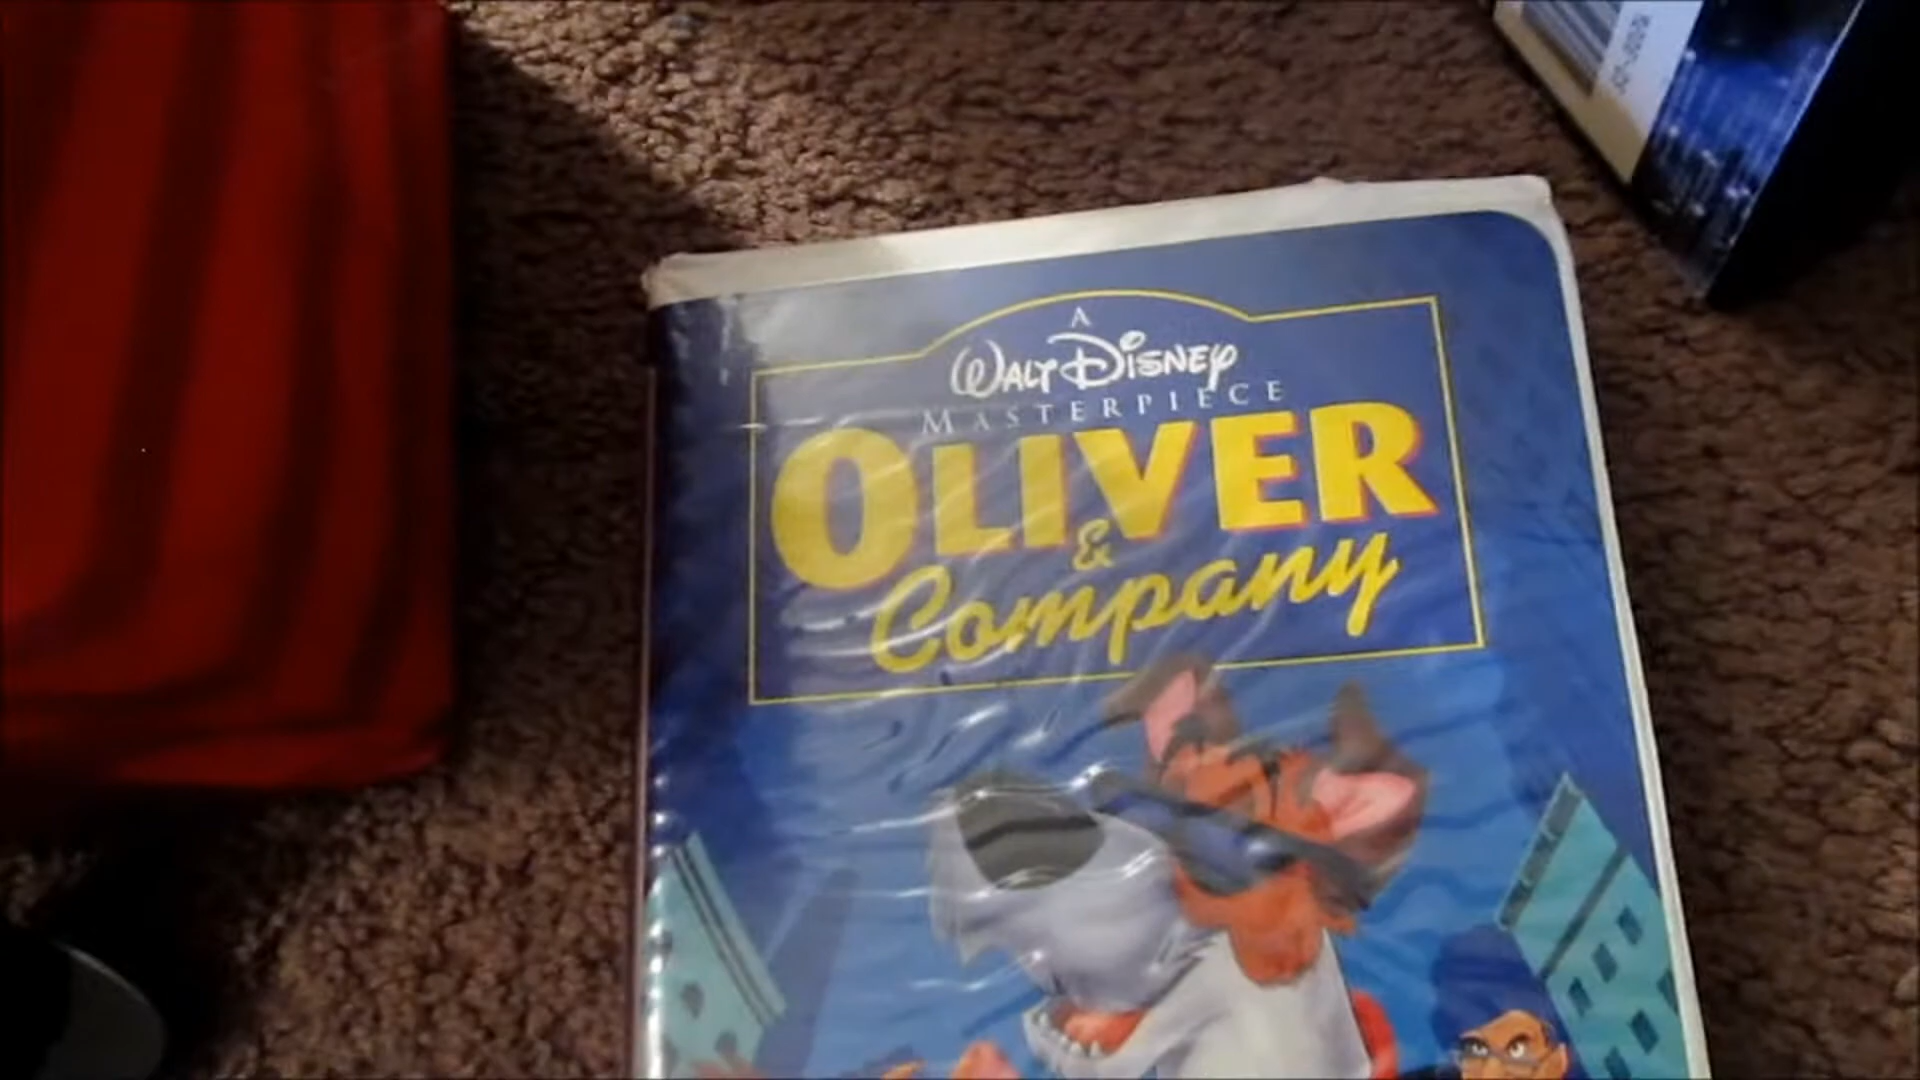 A
WALT DISNEY
MASTERPIECE
OLIVER
&
Company